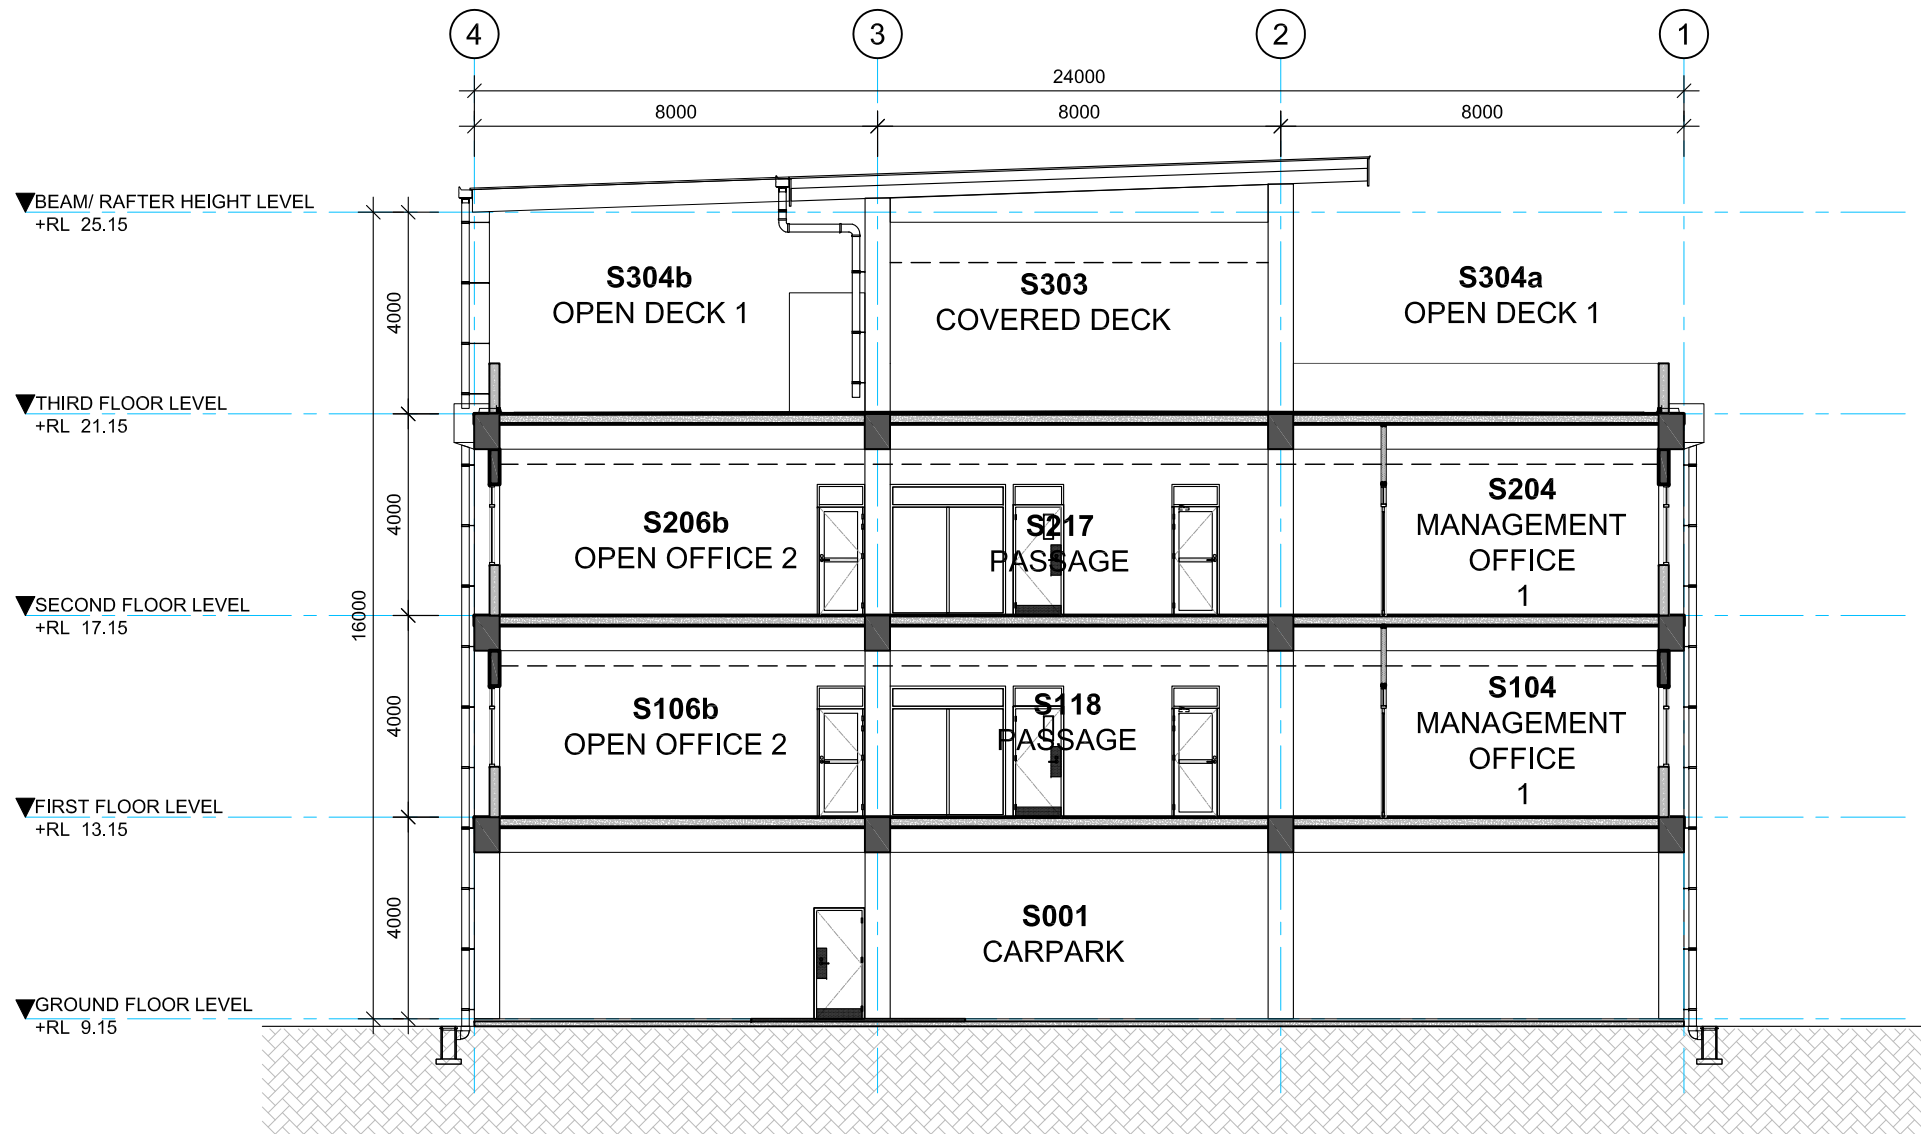 4
3
2
1
24000
8000
8000
8000
BEAM/ RAFTER HEIGHT LEVEL
+RL 25.15
S304b
OPEN DECK 1
S303
COVERED DECK
S304a
OPEN DECK 1
4000
THIRD FLOOR LEVEL
+RL 21.15
4000
S206b
OPEN OFFICE 2
S217
PASSAGE
S204
MANAGEMENT
OFFICE
1
SECOND FLOOR LEVEL
+RL 17.15
16000
4000
S106b
OPEN OFFICE 2
S118
PASSAGE
S104
MANAGEMENT
OFFICE
1
FIRST FLOOR LEVEL
+RL 13.15
4000
S001
CARPARK
GROUND FLOOR LEVEL
+RL 9.15